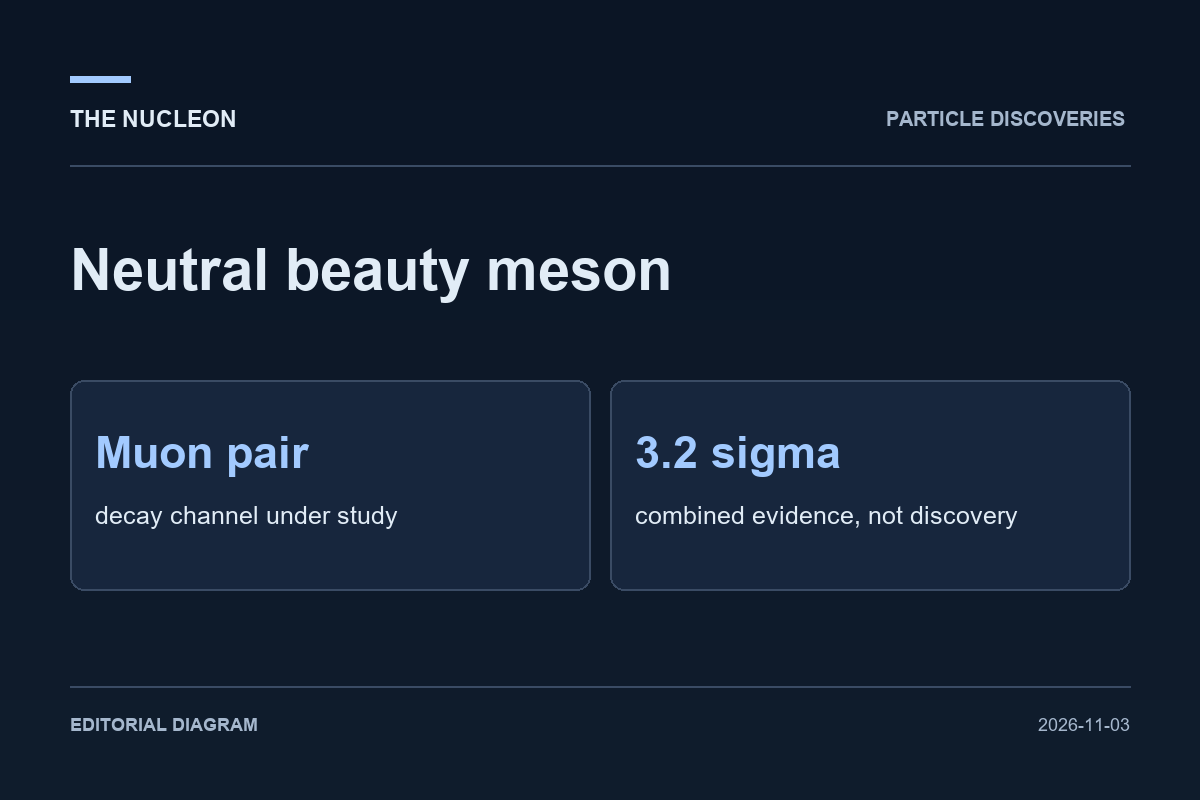 THE NUCLEON
PARTICLE DISCOVERIES
Neutral beauty meson
Muon pair
decay channel under study
3.2 sigma
combined evidence, not discovery
EDITORIAL DIAGRAM
2026-11-03